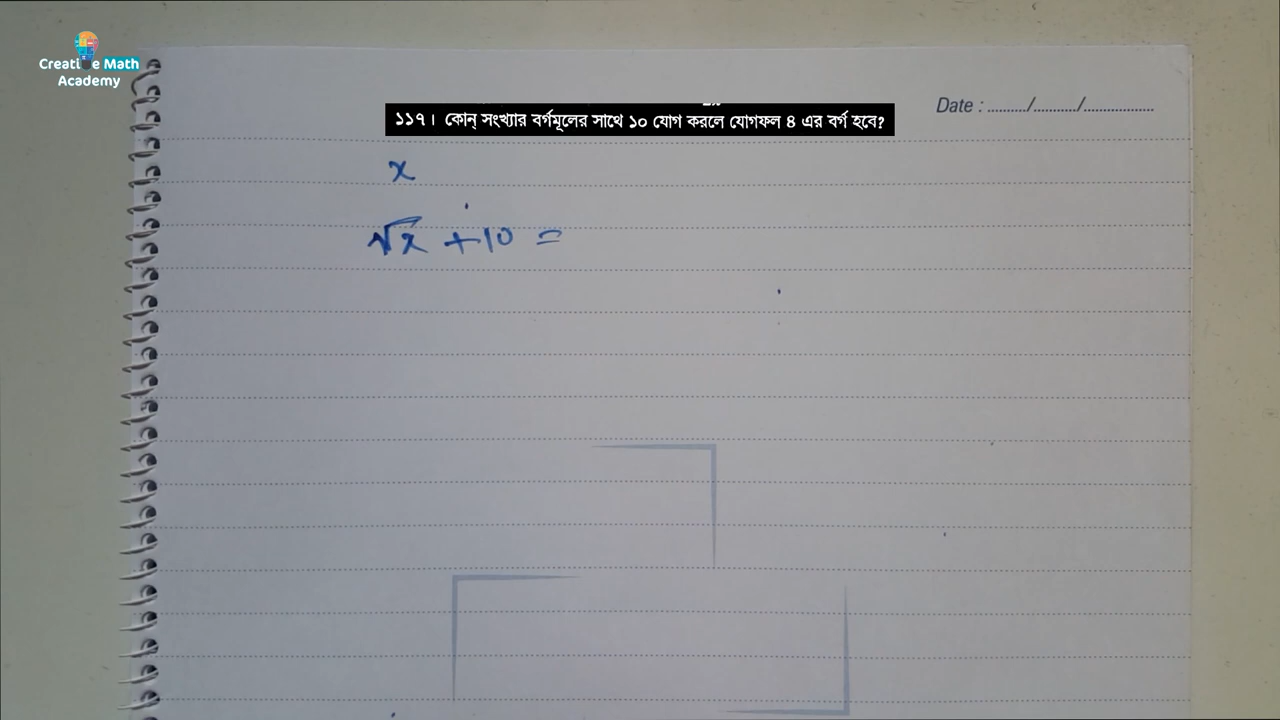 Creative Math
Academy
Date : ........../........../................
১১৭। কোন্ সংখ্যার বর্গমূলের সাথে ১০ যোগ করলে যোগফল ৪ এর বর্গ হবে?
x
√x + 10 =